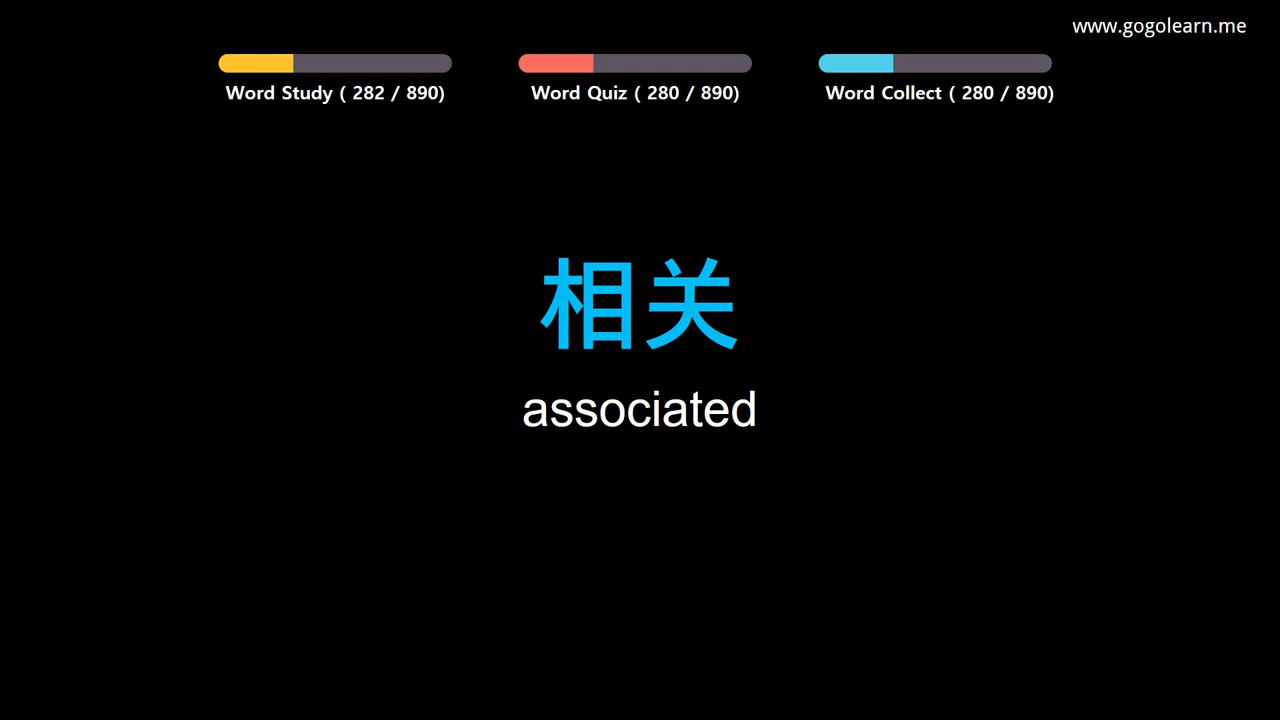 www.gogolearn.me
Word Study ( 282 / 890)
Word Quiz ( 280 / 890)
Word Collect ( 280 / 890)
相关
associated